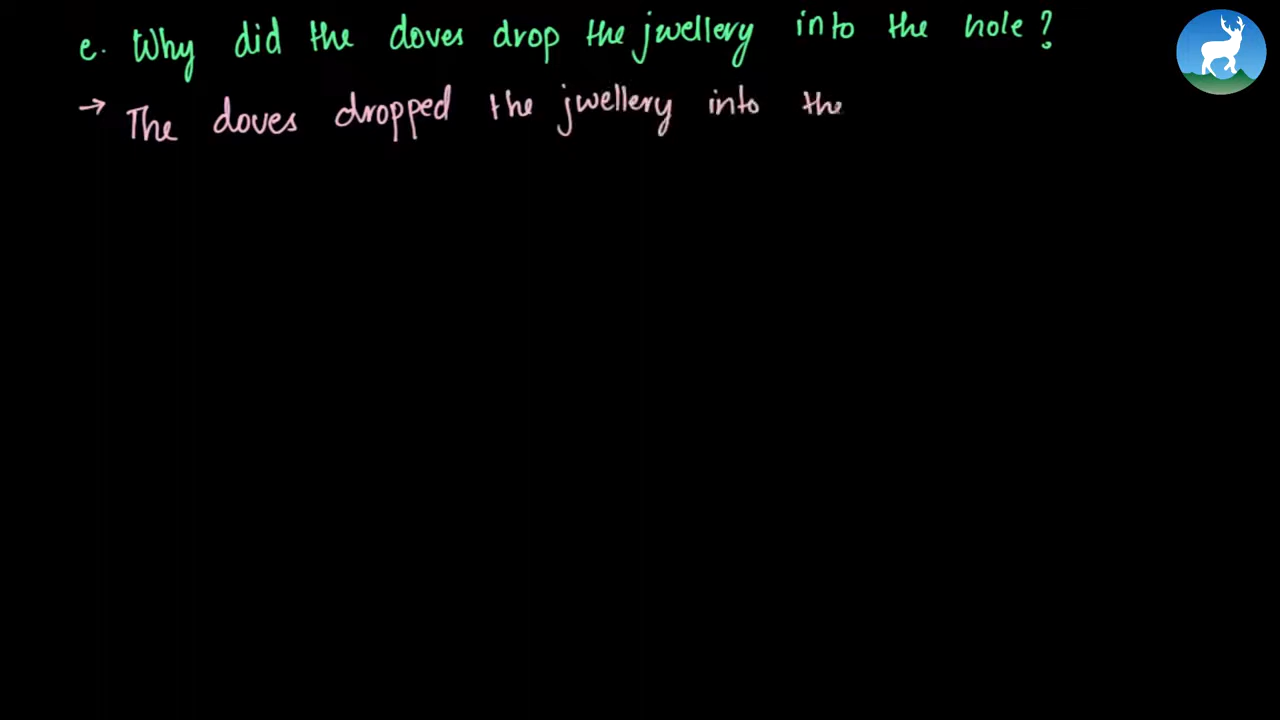 e. Why did the doves drop the jwellery into the hole?
→ The doves dropped the jwellery into the